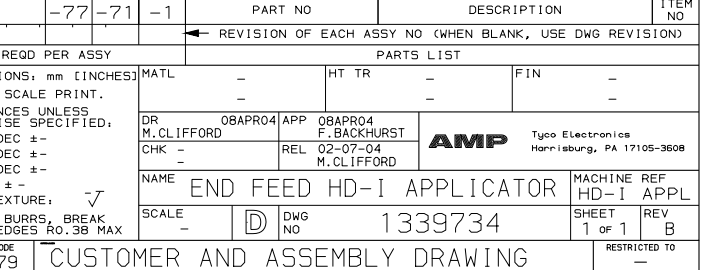 -77 -71 -1 PART NO DESCRIPTION ITEM NO
REVISION OF EACH ASSY NO (WHEN BLANK, USE DWG REVISION)
REQD PER ASSY PARTS LIST
IONS: mm [INCHES] MATL - HT TR - FIN -
SCALE PRINT. - - -
NCES UNLESS
ISE SPECIFIED:
DEC ±-
DEC ±-
DEC ±-
± -
EXTURE: √
BURRS, BREAK
EDGES R0.38 MAX
DR 08APR04 APP 08APR04
M.CLIFFORD F.BACKHURST
CHK - REL 02-07-04
- M.CLIFFORD
AMP Tyco Electronics
Harrisburg, PA 17105-3608
NAME END FEED HD-I APPLICATOR MACHINE REF
HD-I APPL
SCALE - D DWG NO 1339734 SHEET 1 OF 1 REV B
ODE
79 CUSTOMER AND ASSEMBLY DRAWING RESTRICTED TO
-